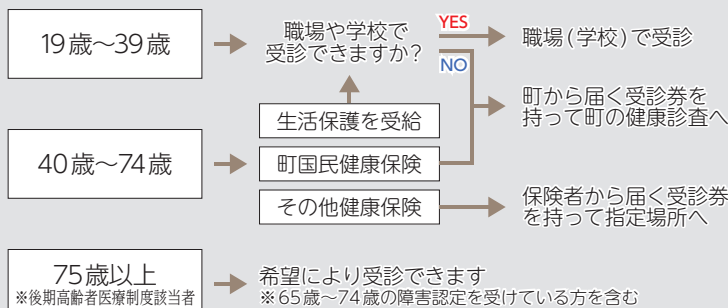 19歳～39歳
職場や学校で
受診できますか?
YES
NO
職場(学校)で受診
町から届く受診券を
持って町の健康診査へ
40歳～74歳
生活保護を受給
町国民健康保険
その他健康保険
保険者から届く受診券
を持って指定場所へ
75歳以上
※後期高齢者医療制度該当者
希望により受診できます
※65歳～74歳の障害認定を受けている方を含む